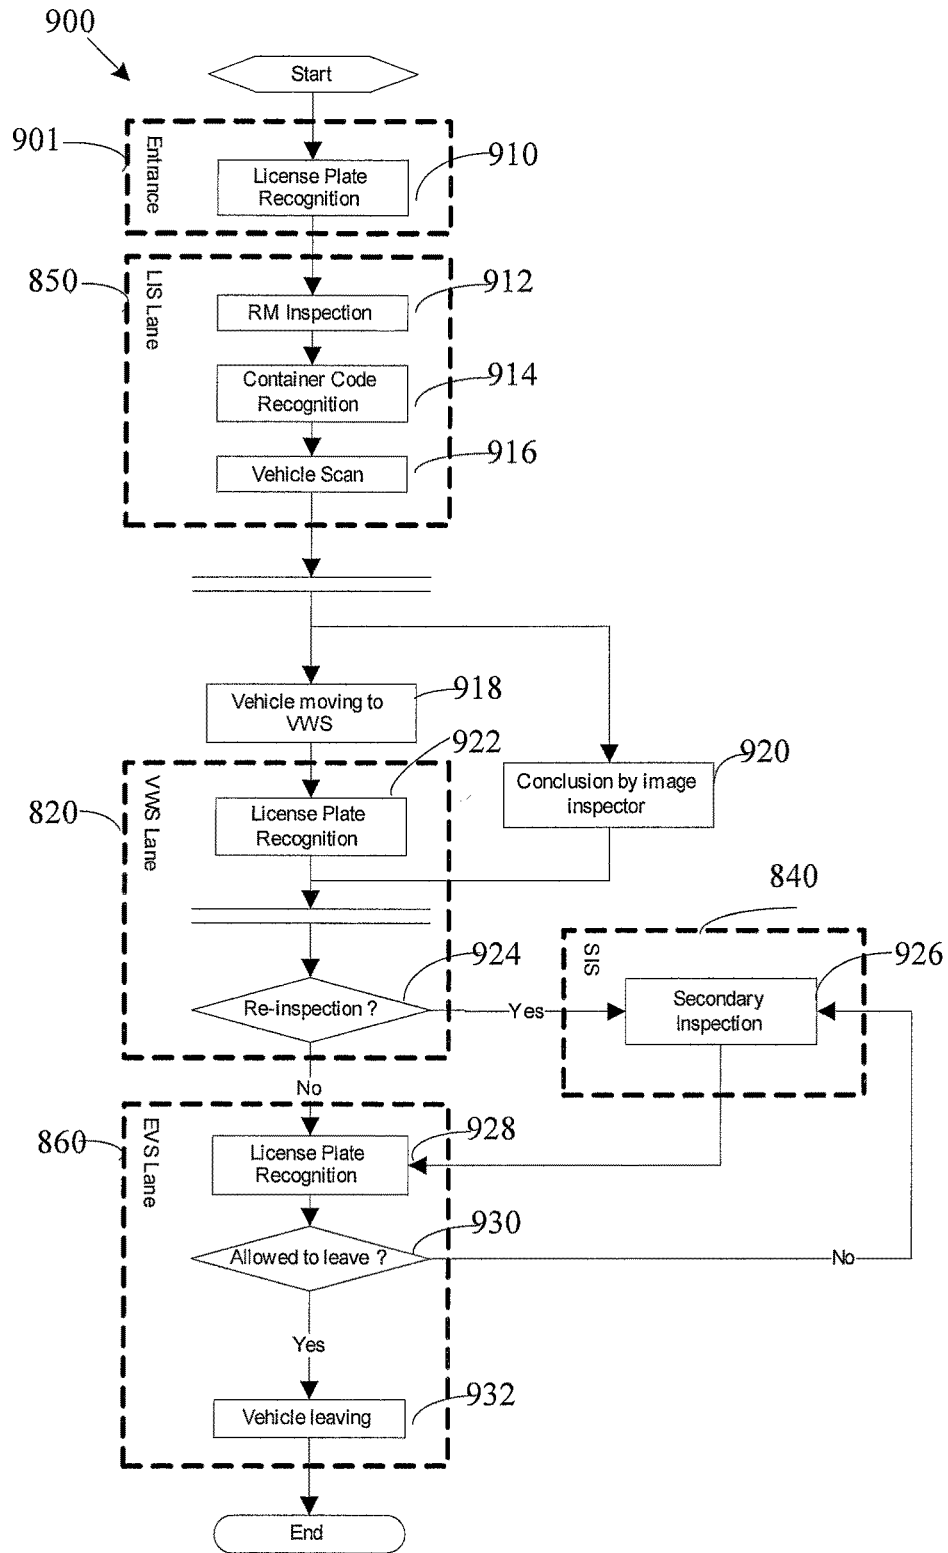 900
Start
901
Entrance
License Plate
Recognition
910
850
LIS Lane
RM Inspection
912
Container Code
Recognition
914
Vehicle Scan
916
Vehicle moving to
VWS
918
Conclusion by image
inspector
920
820
VWS Lane
License Plate
Recognition
922
840
Re-inspection ?
924
Yes
SIS
Secondary
Inspection
926
No
860
EVS Lane
License Plate
Recognition
928
Allowed to leave ?
930
No
Yes
Vehicle leaving
932
End